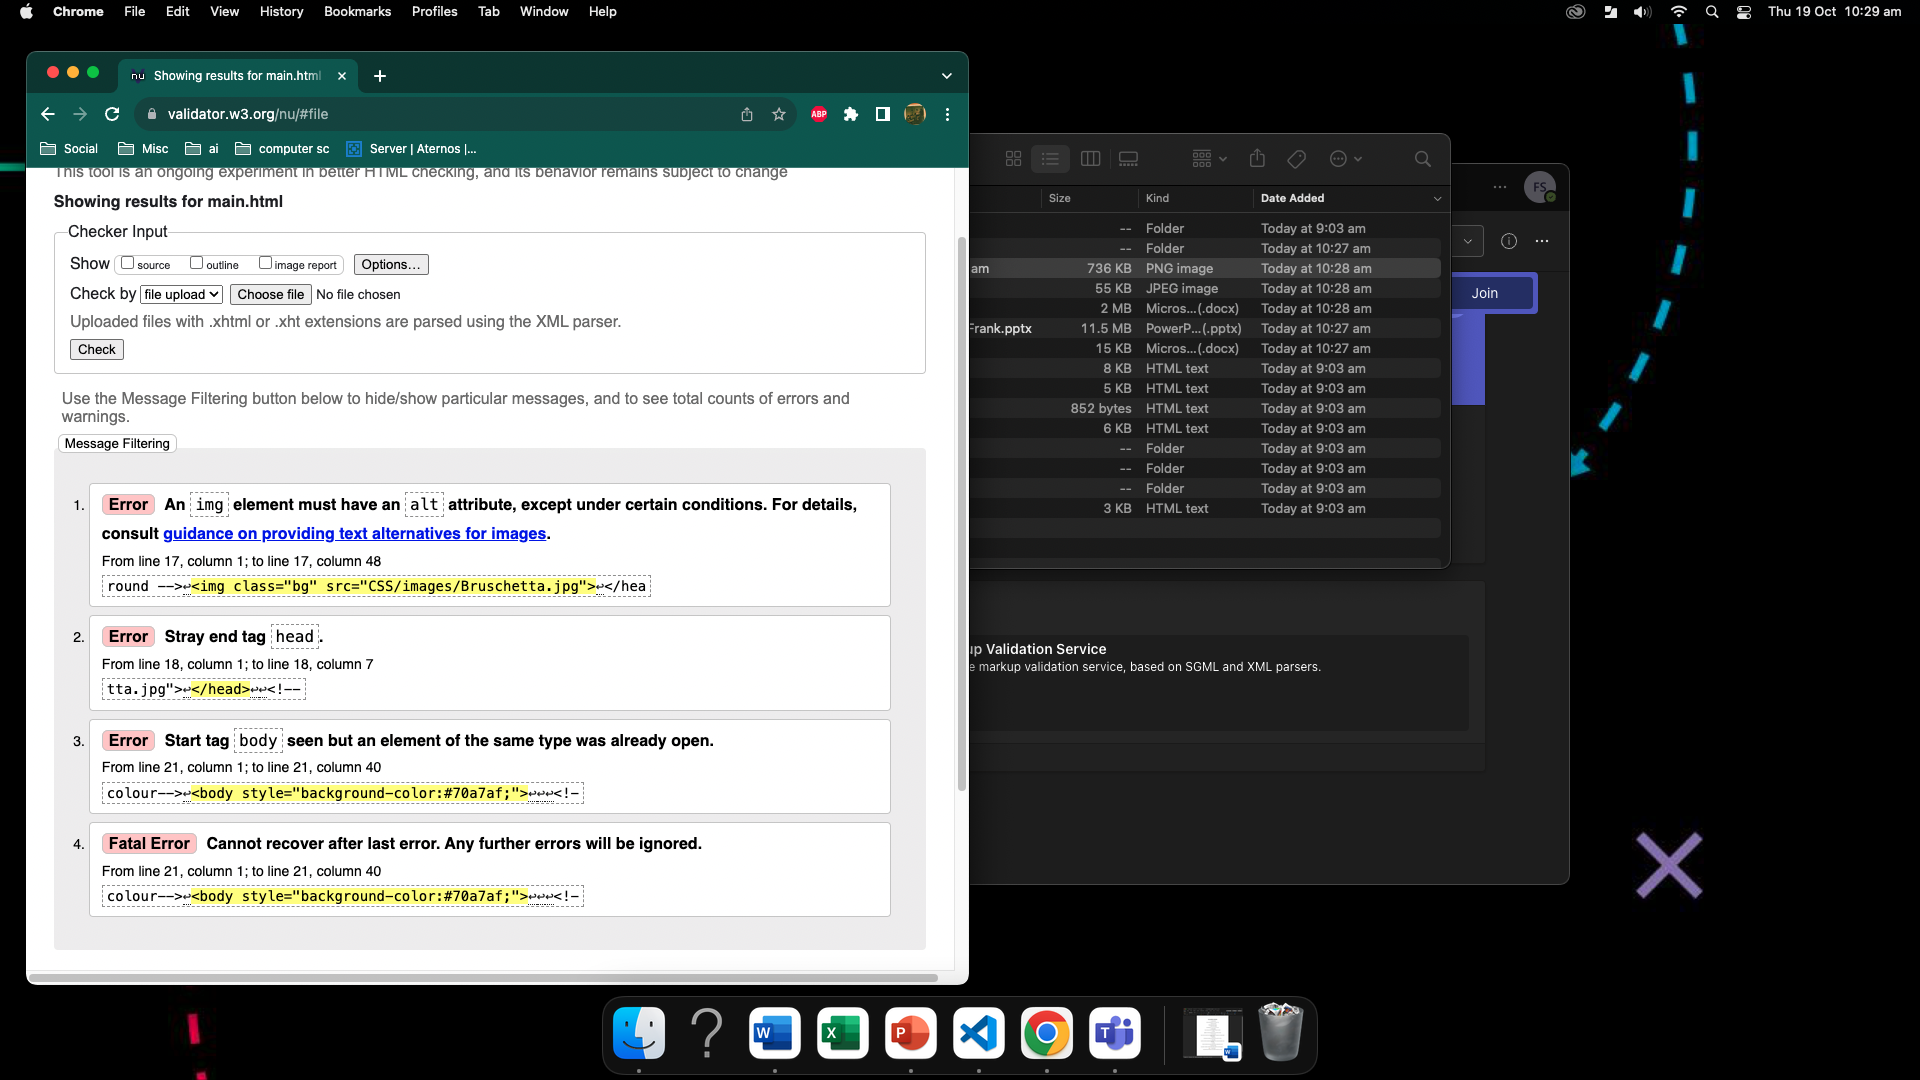 Chrome File Edit View History Bookmarks Profiles Tab Window Help
Thu 19 Oct 10:29 am
Showing results for main.html
validator.w3.org/nu/#file
ABP
Social Misc ai computer sc Server | Aternos |...
This tool is an ongoing experiment in better HTML checking, and its behavior remains subject to change
Showing results for main.html
Checker Input
Show source outline image report Options...
Check by file upload Choose file No file chosen
Uploaded files with .xhtml or .xht extensions are parsed using the XML parser.
Check
Use the Message Filtering button below to hide/show particular messages, and to see total counts of errors and
warnings.
Message Filtering
1. Error An img element must have an alt attribute, except under certain conditions. For details,
consult guidance on providing text alternatives for images.
From line 17, column 1; to line 17, column 48
round -->↩<img class="bg" src="CSS/images/Bruschetta.jpg">↩</hea
2. Error Stray end tag head.
From line 18, column 1; to line 18, column 7
tta.jpg">↩</head>↩↩<!--
3. Error Start tag body seen but an element of the same type was already open.
From line 21, column 1; to line 21, column 40
colour-->↩<body style="background-color:#70a7af;">↩↩↩<!-
4. Fatal Error Cannot recover after last error. Any further errors will be ignored.
From line 21, column 1; to line 21, column 40
colour-->↩<body style="background-color:#70a7af;">↩↩↩<!-
Size Kind Date Added
-- Folder Today at 9:03 am
-- Folder Today at 10:27 am
am 736 KB PNG image Today at 10:28 am
55 KB JPEG image Today at 10:28 am
2 MB Micros...(.docx) Today at 10:28 am
Frank.pptx 11.5 MB PowerP...(.pptx) Today at 10:27 am
15 KB Micros...(.docx) Today at 10:27 am
8 KB HTML text Today at 9:03 am
5 KB HTML text Today at 9:03 am
852 bytes HTML text Today at 9:03 am
6 KB HTML text Today at 9:03 am
-- Folder Today at 9:03 am
-- Folder Today at 9:03 am
-- Folder Today at 9:03 am
3 KB HTML text Today at 9:03 am
FS
Join
up Validation Service
e markup validation service, based on SGML and XML parsers.